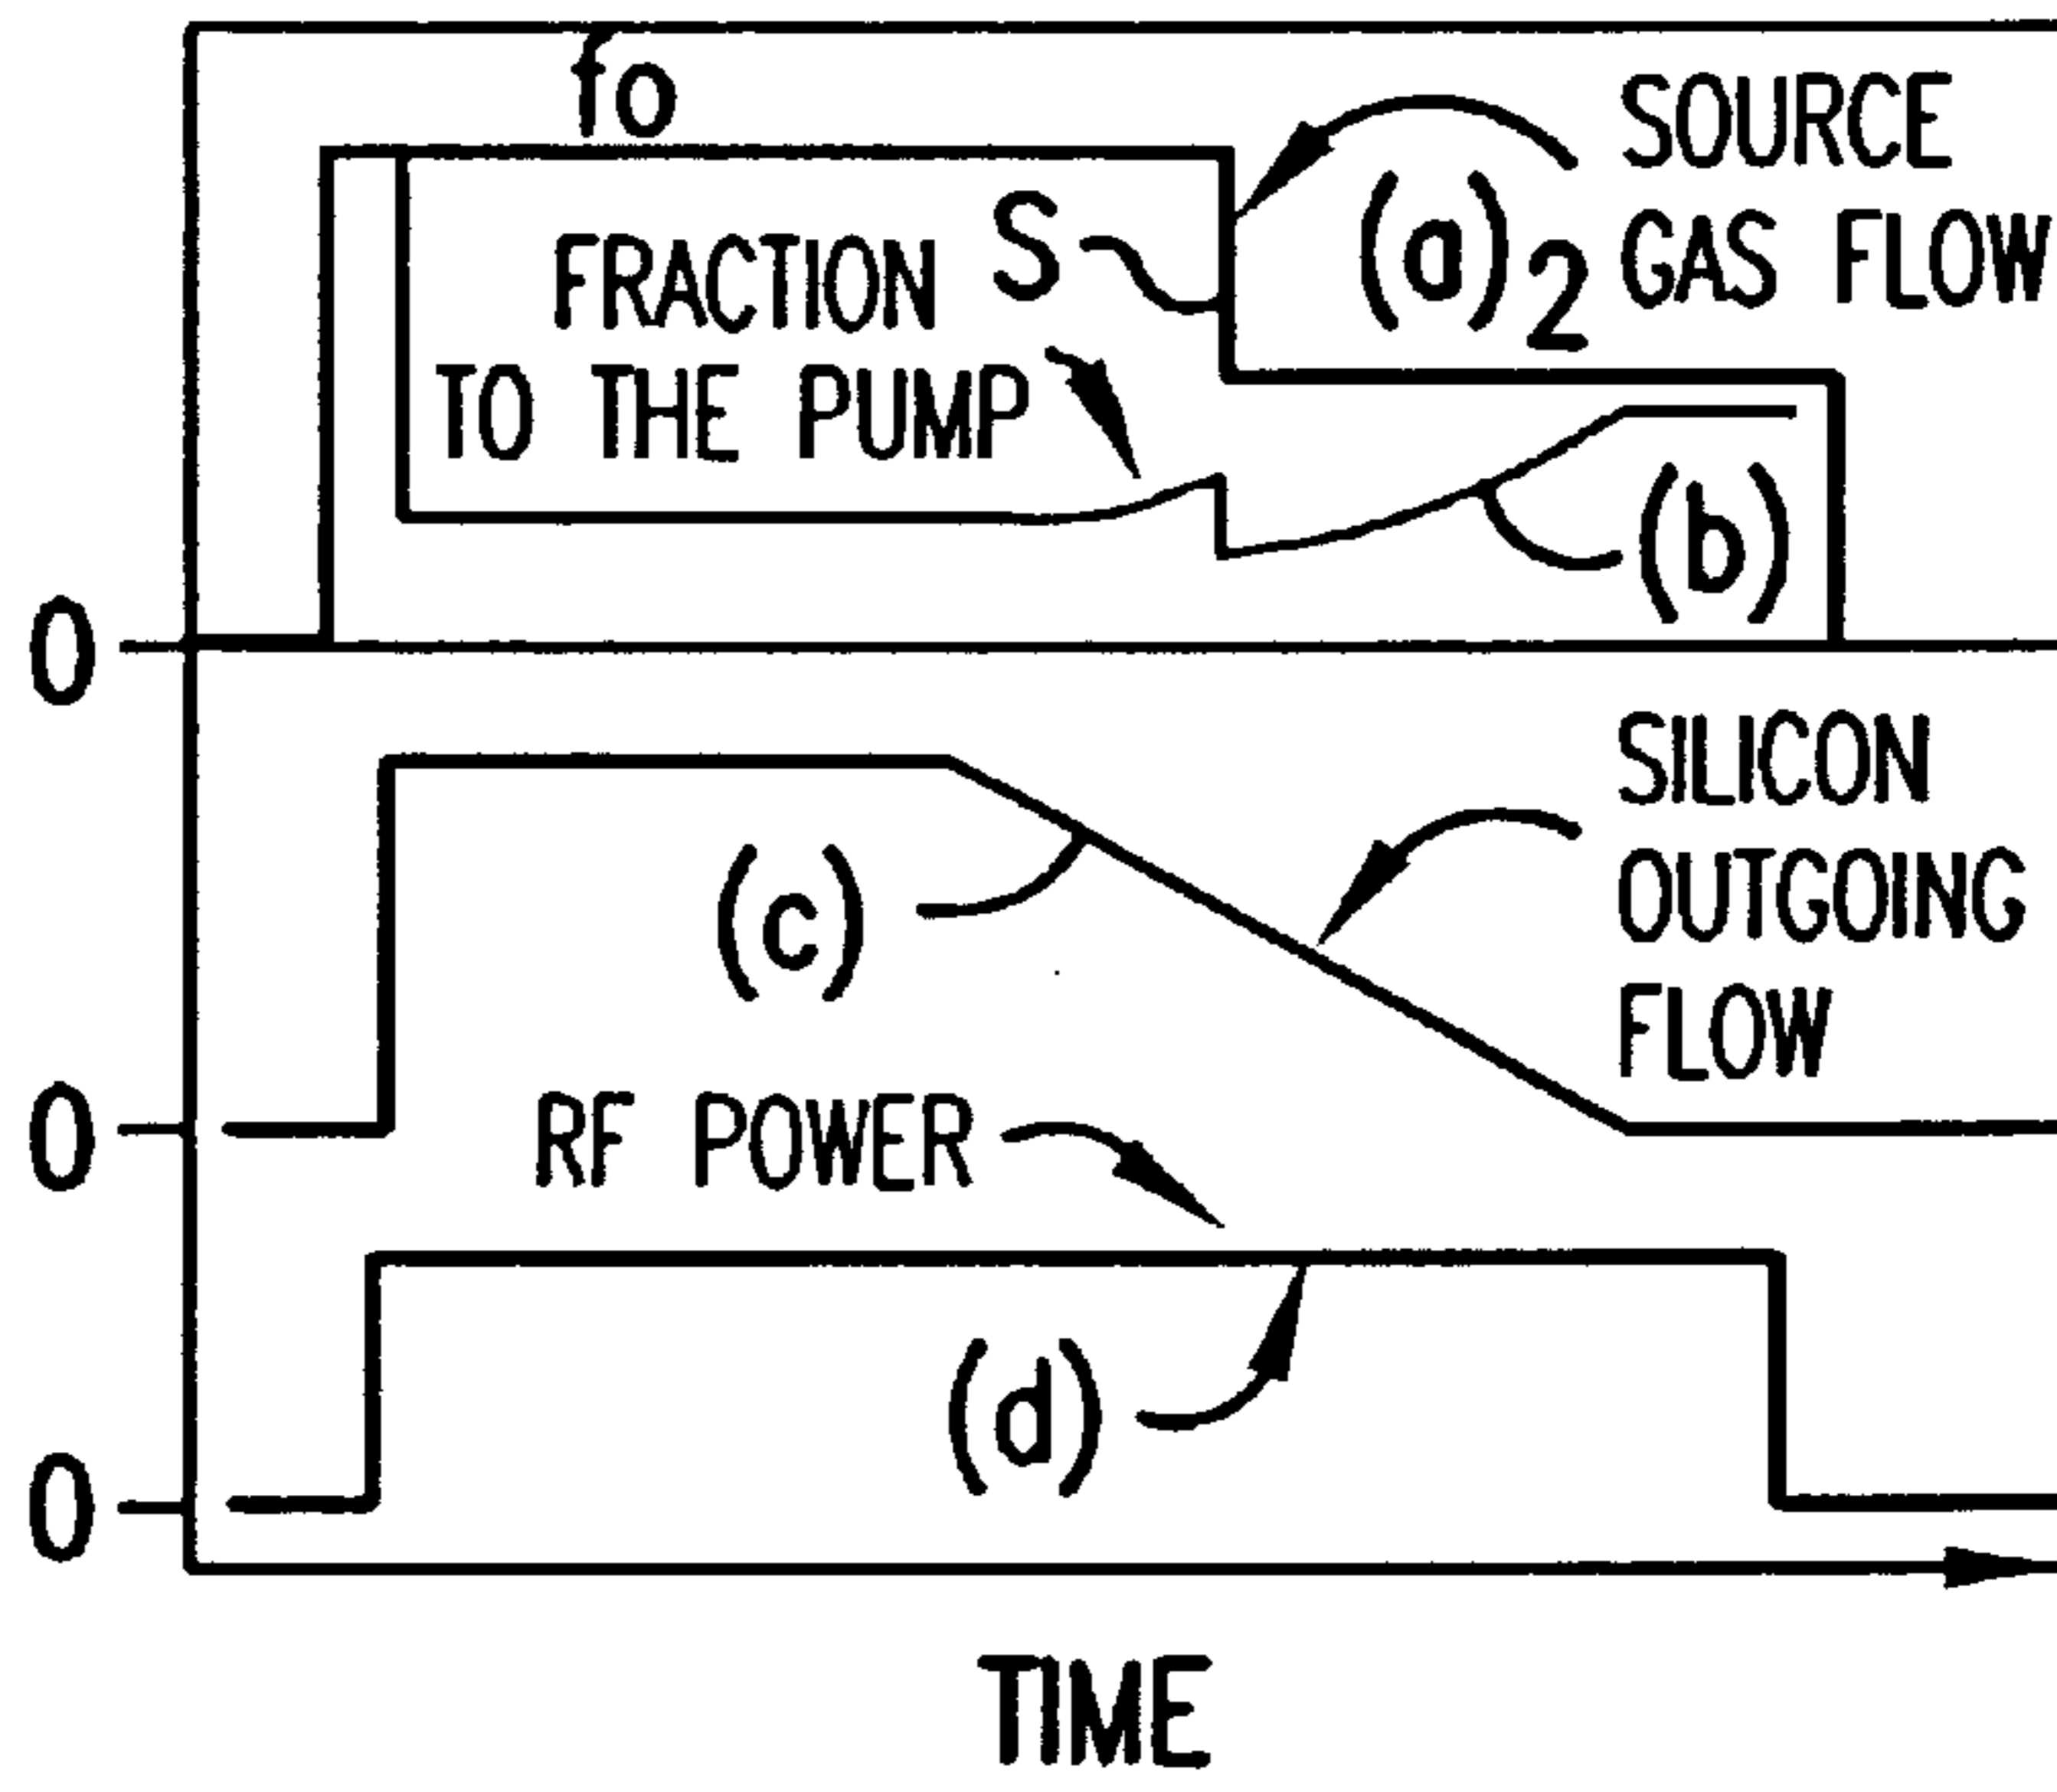 fo
SOURCE
GAS FLOW
(a)2
S
FRACTION
TO THE PUMP
(b)
0
SILICON
OUTGOING
FLOW
(c)
0
RF POWER
(d)
0
TIME